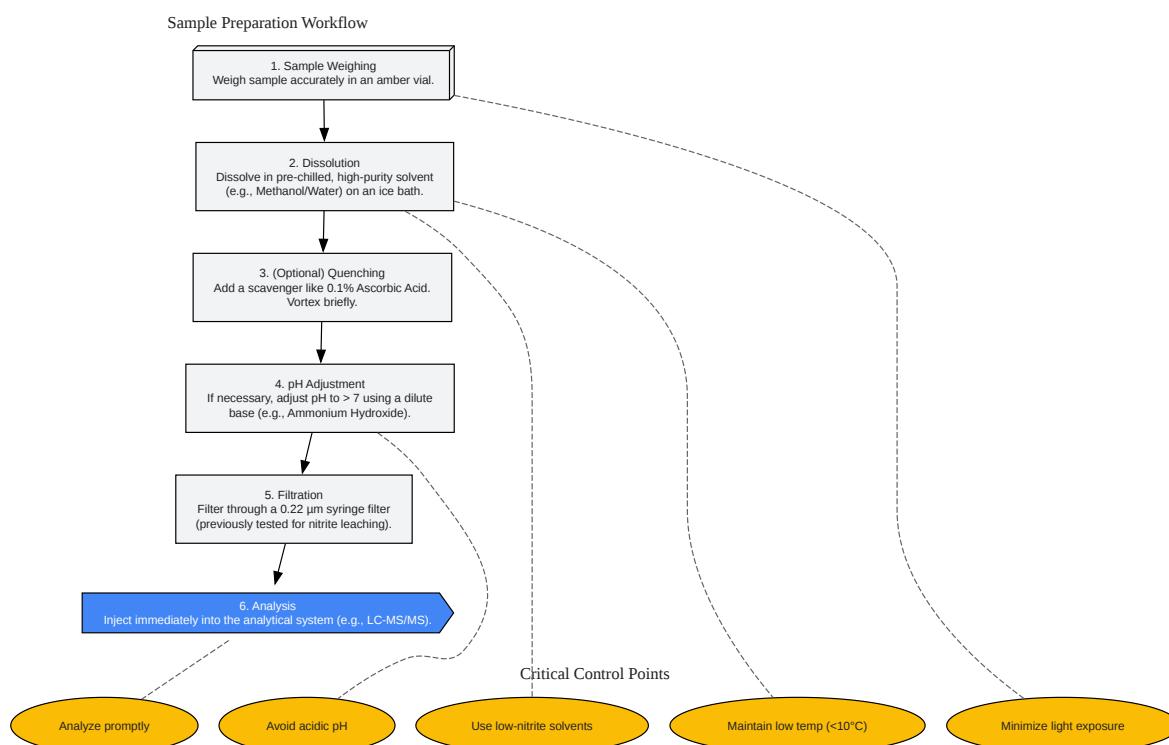 Sample Preparation Workflow
1. Sample Weighing
Weigh sample accurately in an amber vial.
2. Dissolution
Dissolve in pre-chilled, high-purity solvent
(e.g., Methanol/Water) on an ice bath.
3. (Optional) Quenching
Add a scavenger like 0.1% Ascorbic Acid.
Vortex briefly.
4. pH Adjustment
If necessary, adjust pH to > 7 using a dilute
base (e.g., Ammonium Hydroxide).
5. Filtration
Filter through a 0.22 µm syringe filter
(previously tested for nitrite leaching).
6. Analysis
Inject immediately into the analytical system (e.g., LC-MS/MS).
Critical Control Points
Analyze promptly
Avoid acidic pH
Use low-nitrite solvents
Maintain low temp (<10°C)
Minimize light exposure